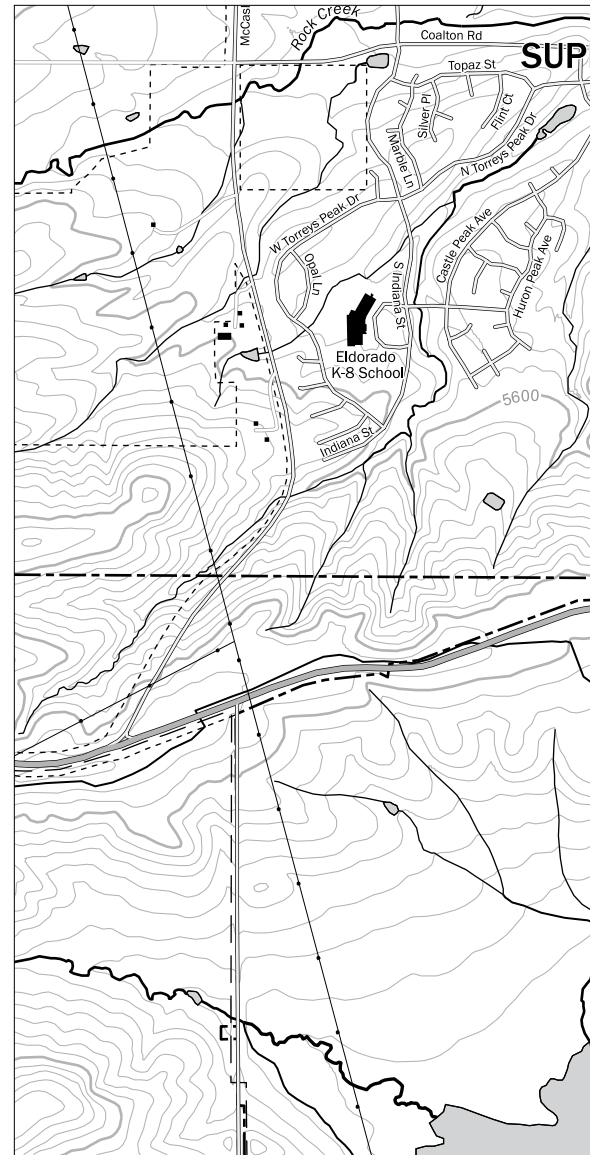 McCas
Rock Creek
Coalton Rd
SUP
Topaz St
Silver Pl
Flint Ct
Marble Ln
N Torreys Peak Dr
W Torreys Peak Dr
Castle Peak Ave
Opal Ln
S Indiana St
Huron Peak Ave
Eldorado
K-8 School
5600
Indiana St